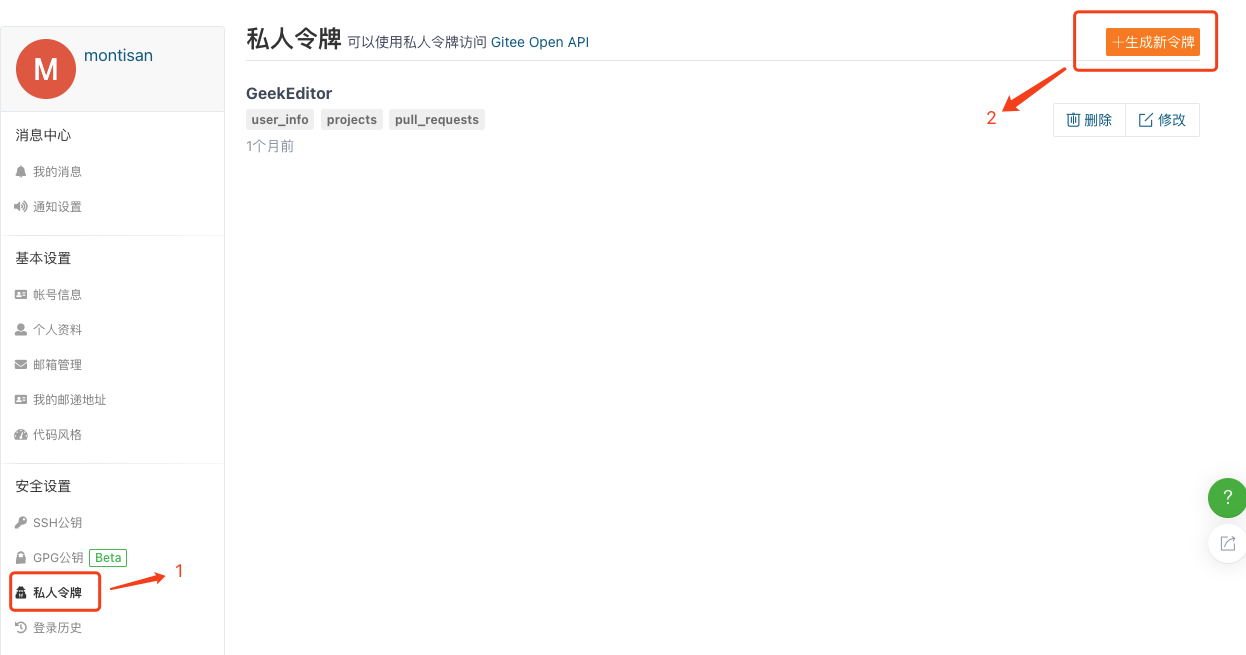 M
montisan
消息中心
我的消息
通知设置
基本设置
帐号信息
个人资料
邮箱管理
我的邮递地址
代码风格
安全设置
SSH公钥
GPG公钥 Beta
私人令牌
1
登录历史
私人令牌 可以使用私人令牌访问 Gitee Open API
+生成新令牌
2
GeekEditor
user_info projects pull_requests
1个月前
删除 修改
?